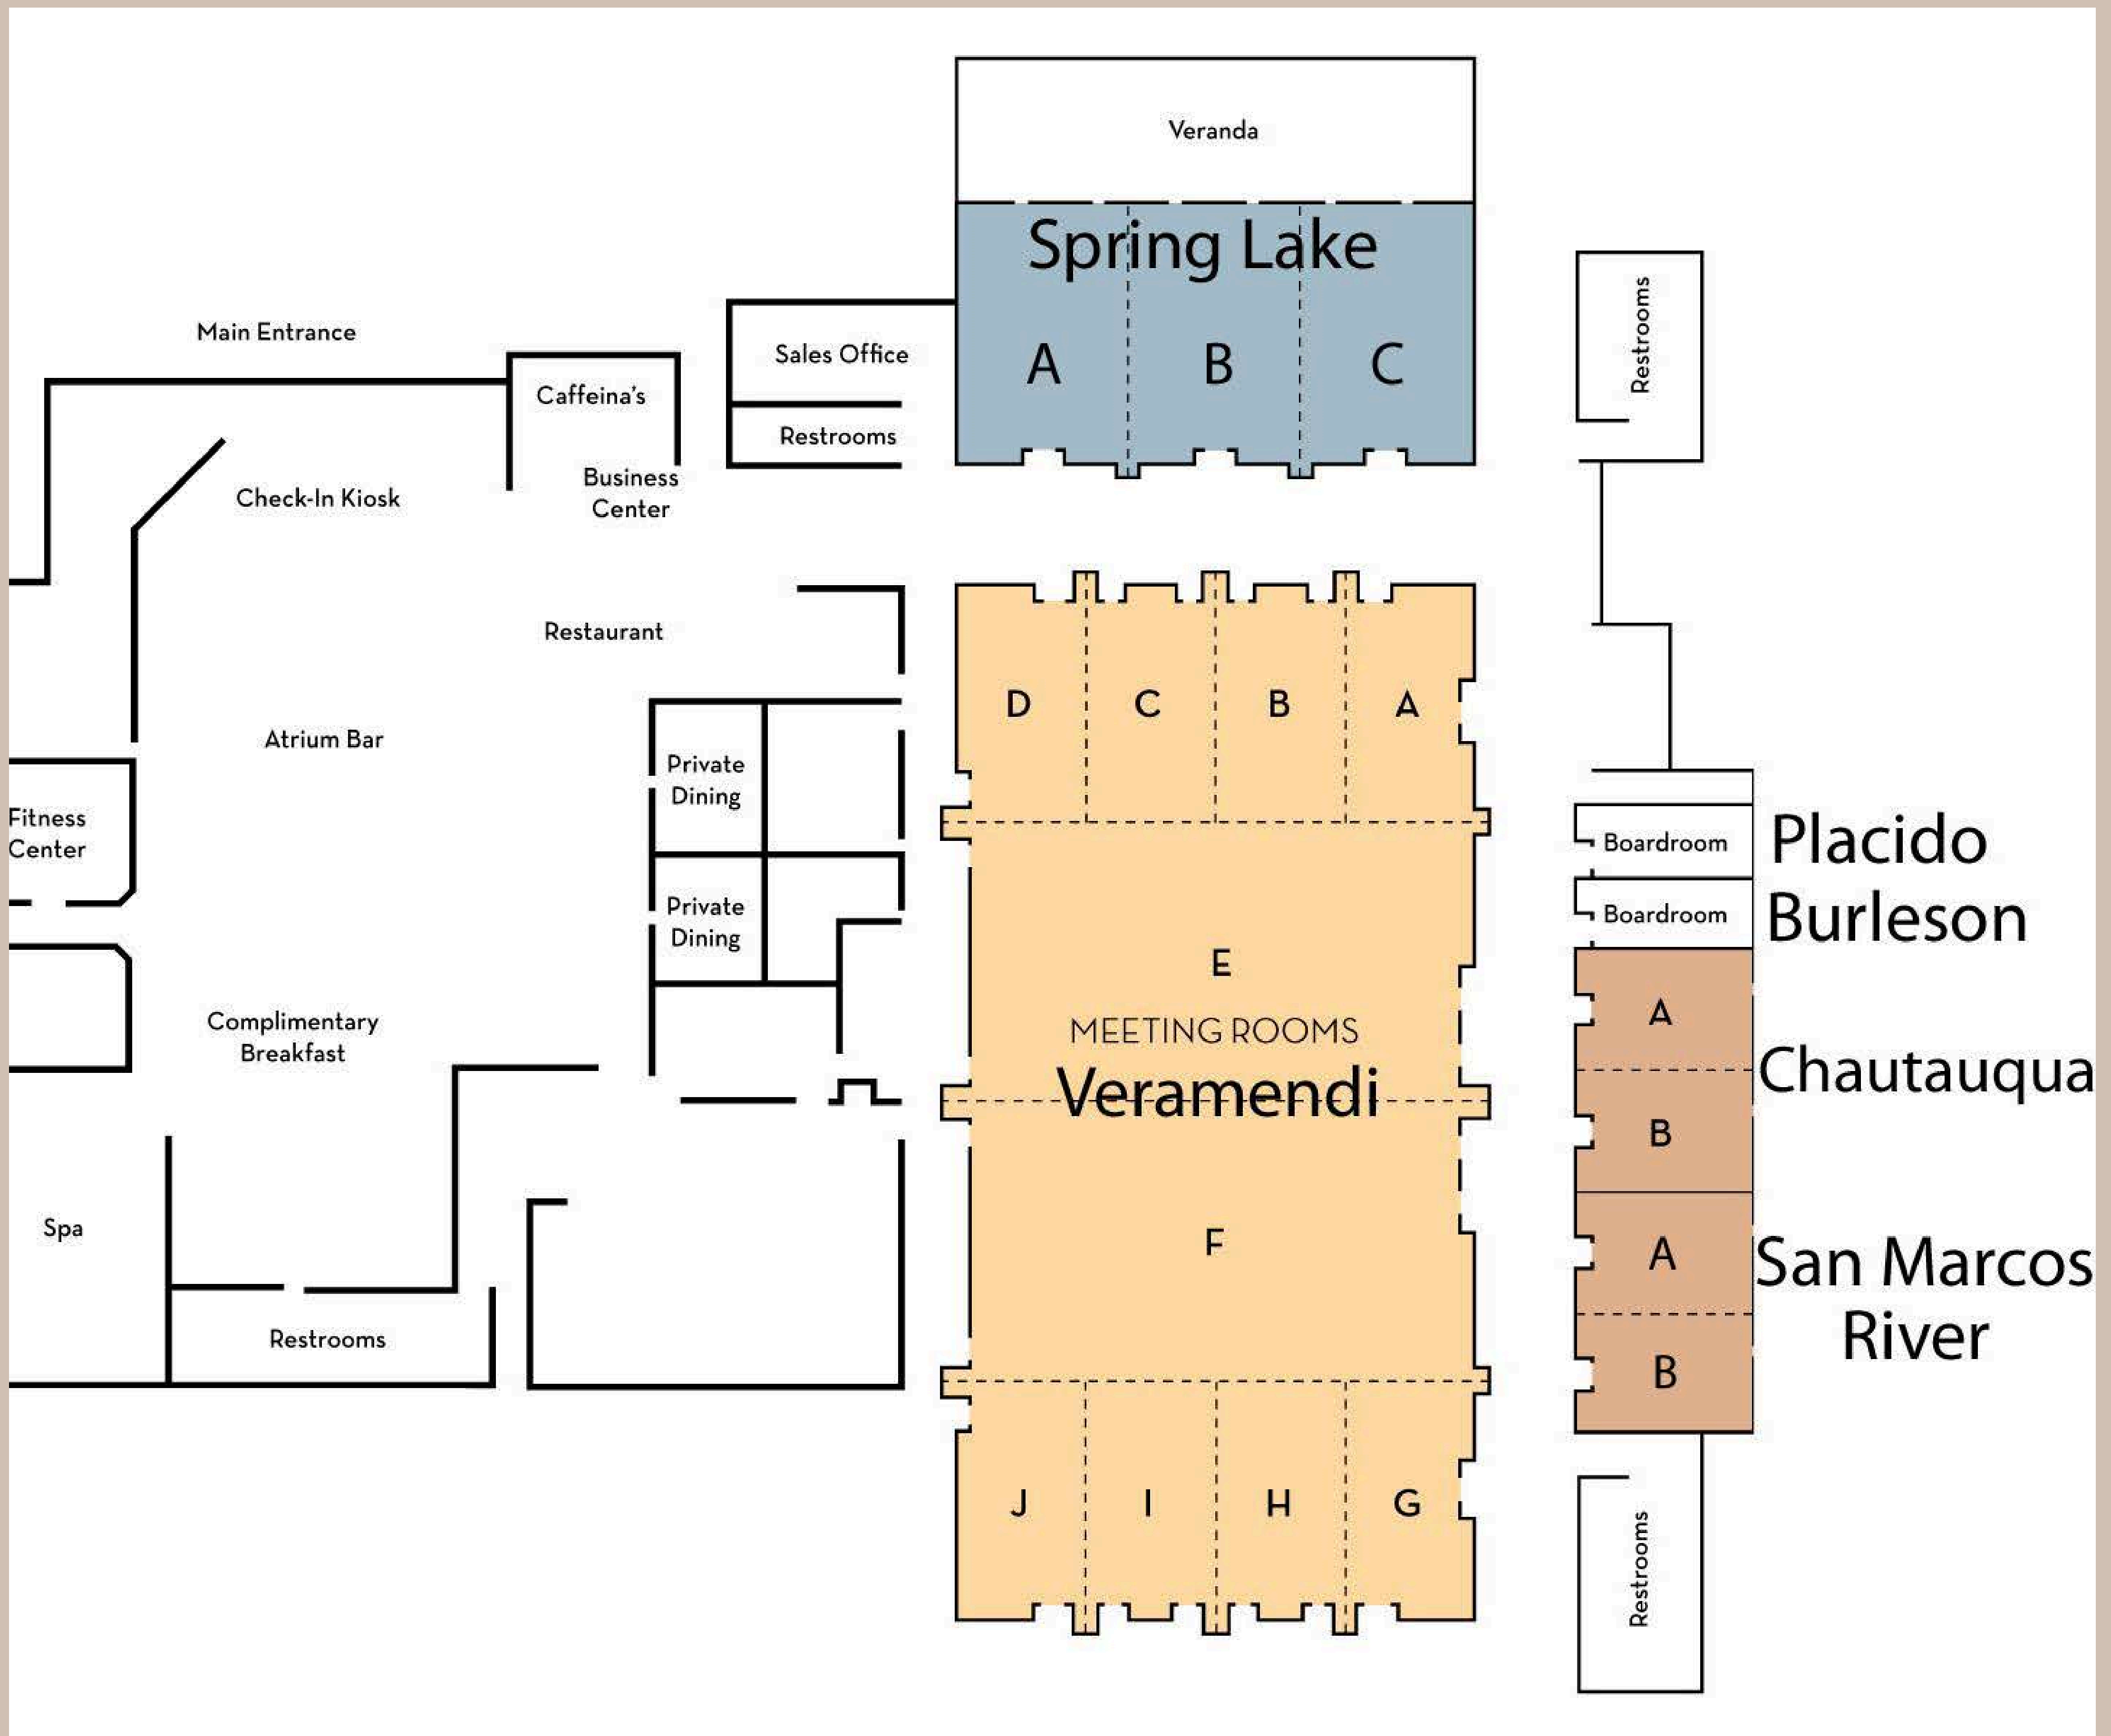 Veranda
Spring Lake
A B C
Restrooms
Main Entrance
Sales Office
Caffeina's
Restrooms
Business
Center
Check-In Kiosk
Restaurant
D C B A
Atrium Bar
Private
Dining
Fitness
Center
Private
Dining
Boardroom Placido
Boardroom Burleson
E
MEETING ROOMS
Veramendi
F
A
Chautauqua
B
A
San Marcos
River
B
Complimentary
Breakfast
Spa
Restrooms
J I H G
Restrooms